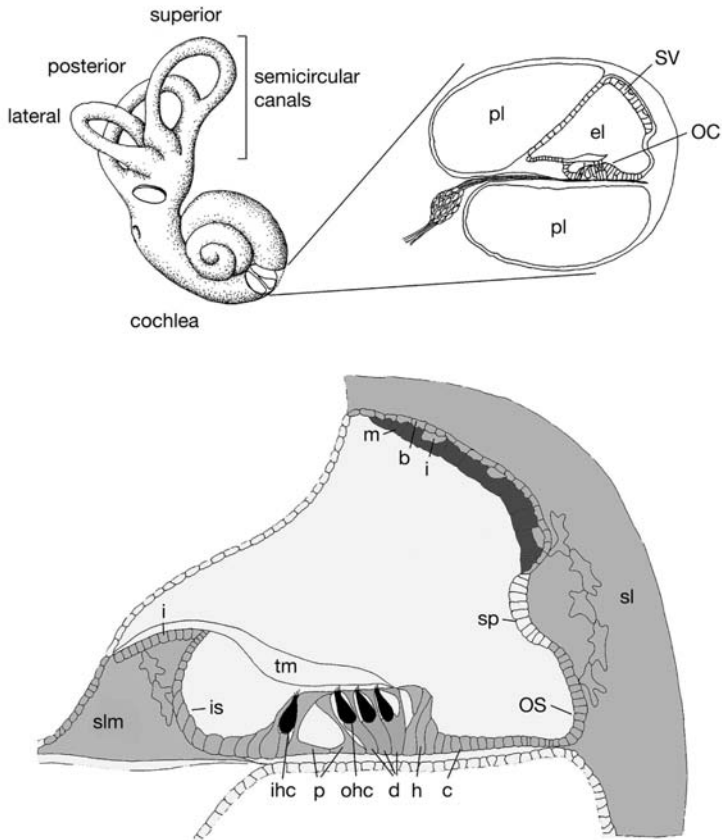 superior
posterior
semicircular
canals
lateral
cochlea
SV
pl
el
OC
pl
m
b
i
sl
sp
i
tm
is
OS
slm
ihc
p
ohc
d
h
c